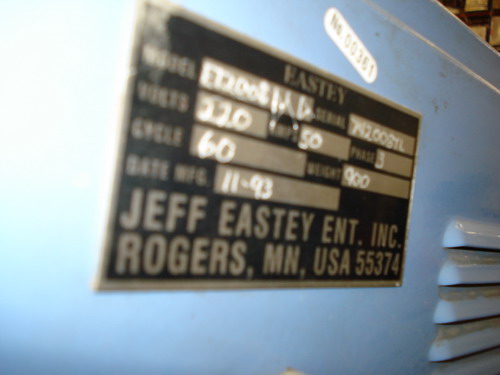 No. 00361
EASTEY
MODEL SERIAL
VOLTS 220 AMP 50 PHASE 3
CYCLE 60 WEIGHT 900
DATE MFG. 11-93
JEFF EASTEY ENT. INC.
ROGERS, MN, USA 55374